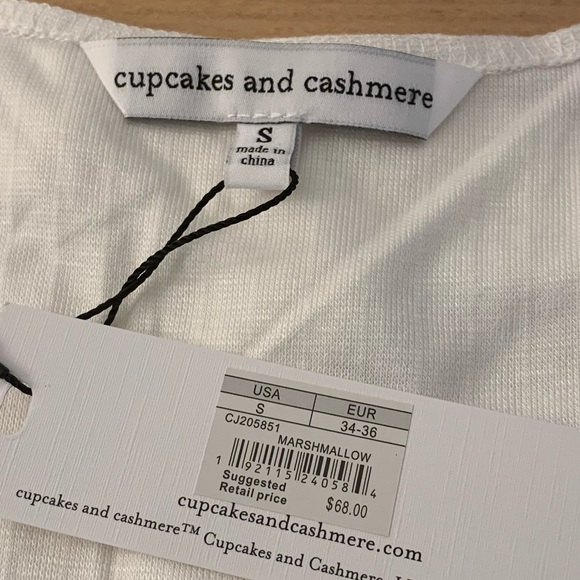 cupcakes and cashmere
S
made in
china
USA EUR
S 34-36
CJ205851
MARSHMALLOW
1 92115 24058 4
Suggested
Retail price $68.00
cupcakesandcashmere.com
cupcakes and cashmere™ Cupcakes and Cashmere,